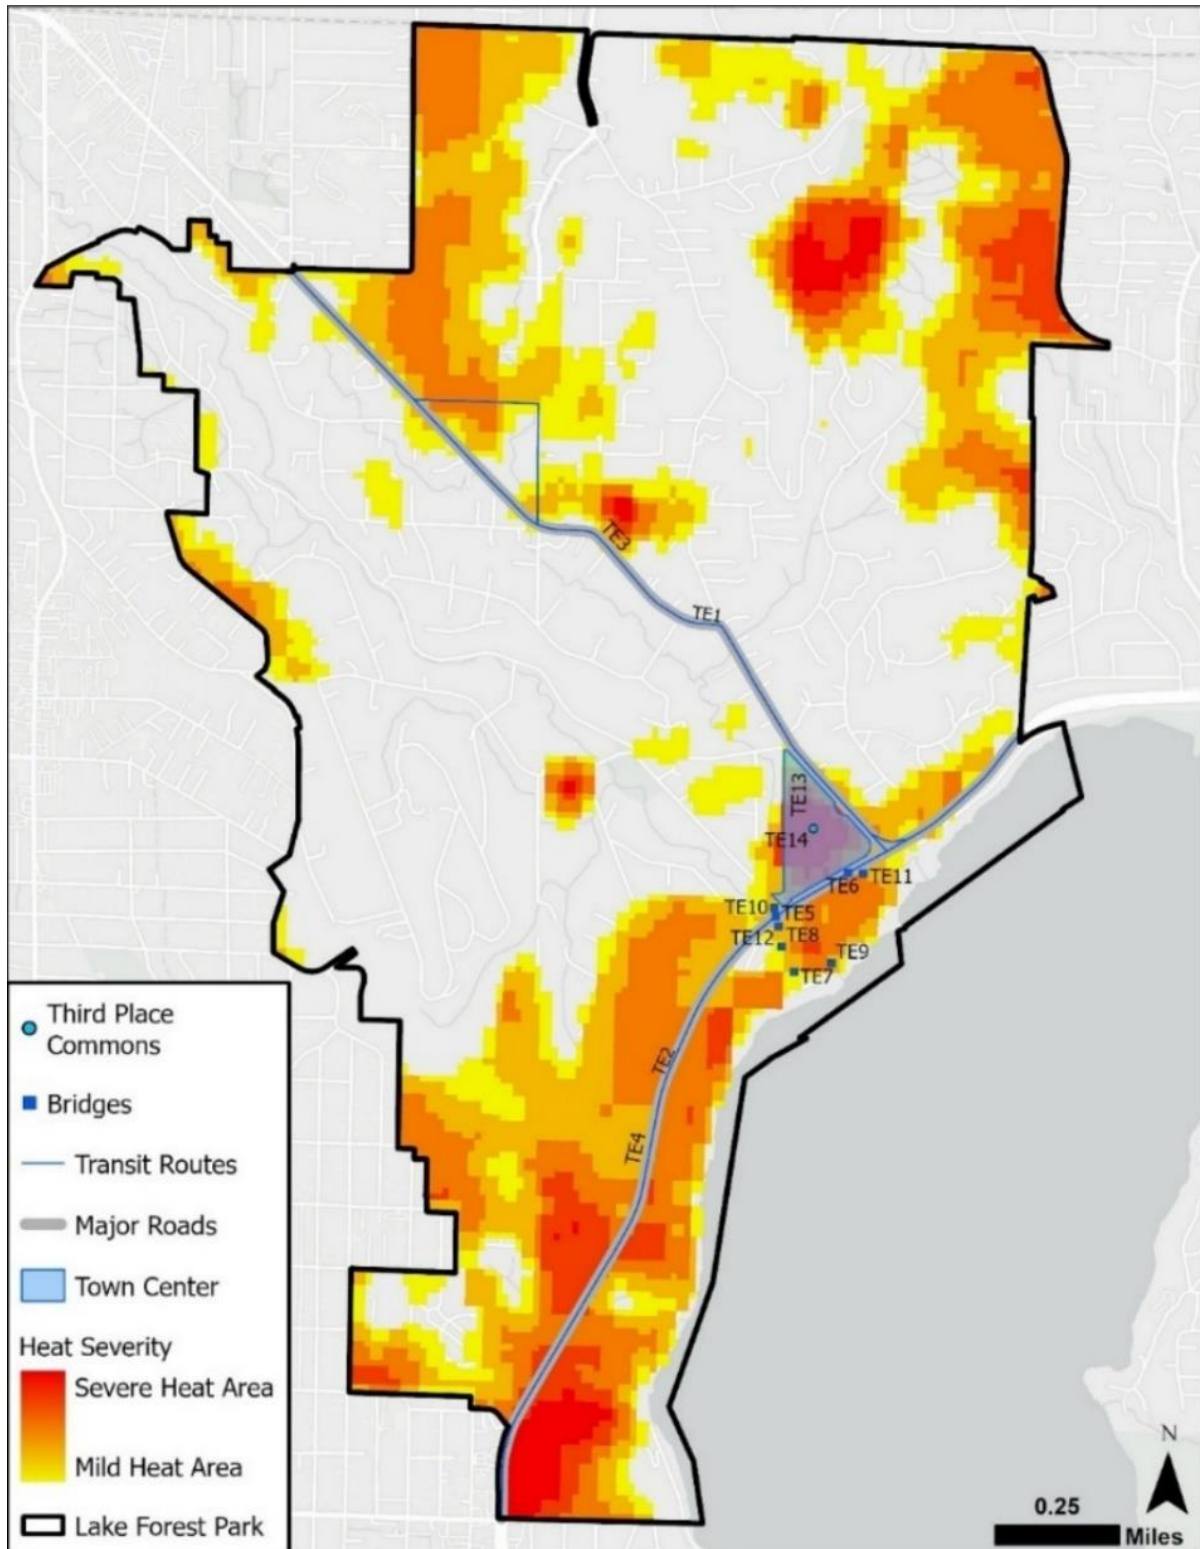 TE3
TE1
TE13
TE14
TE6
TE11
TE10
TE5
TE12
TE8
TE9
TE7
TE2
TE4
Third Place
Commons
Bridges
Transit Routes
Major Roads
Town Center
Heat Severity
Severe Heat Area
Mild Heat Area
Lake Forest Park
N
0.25
Miles